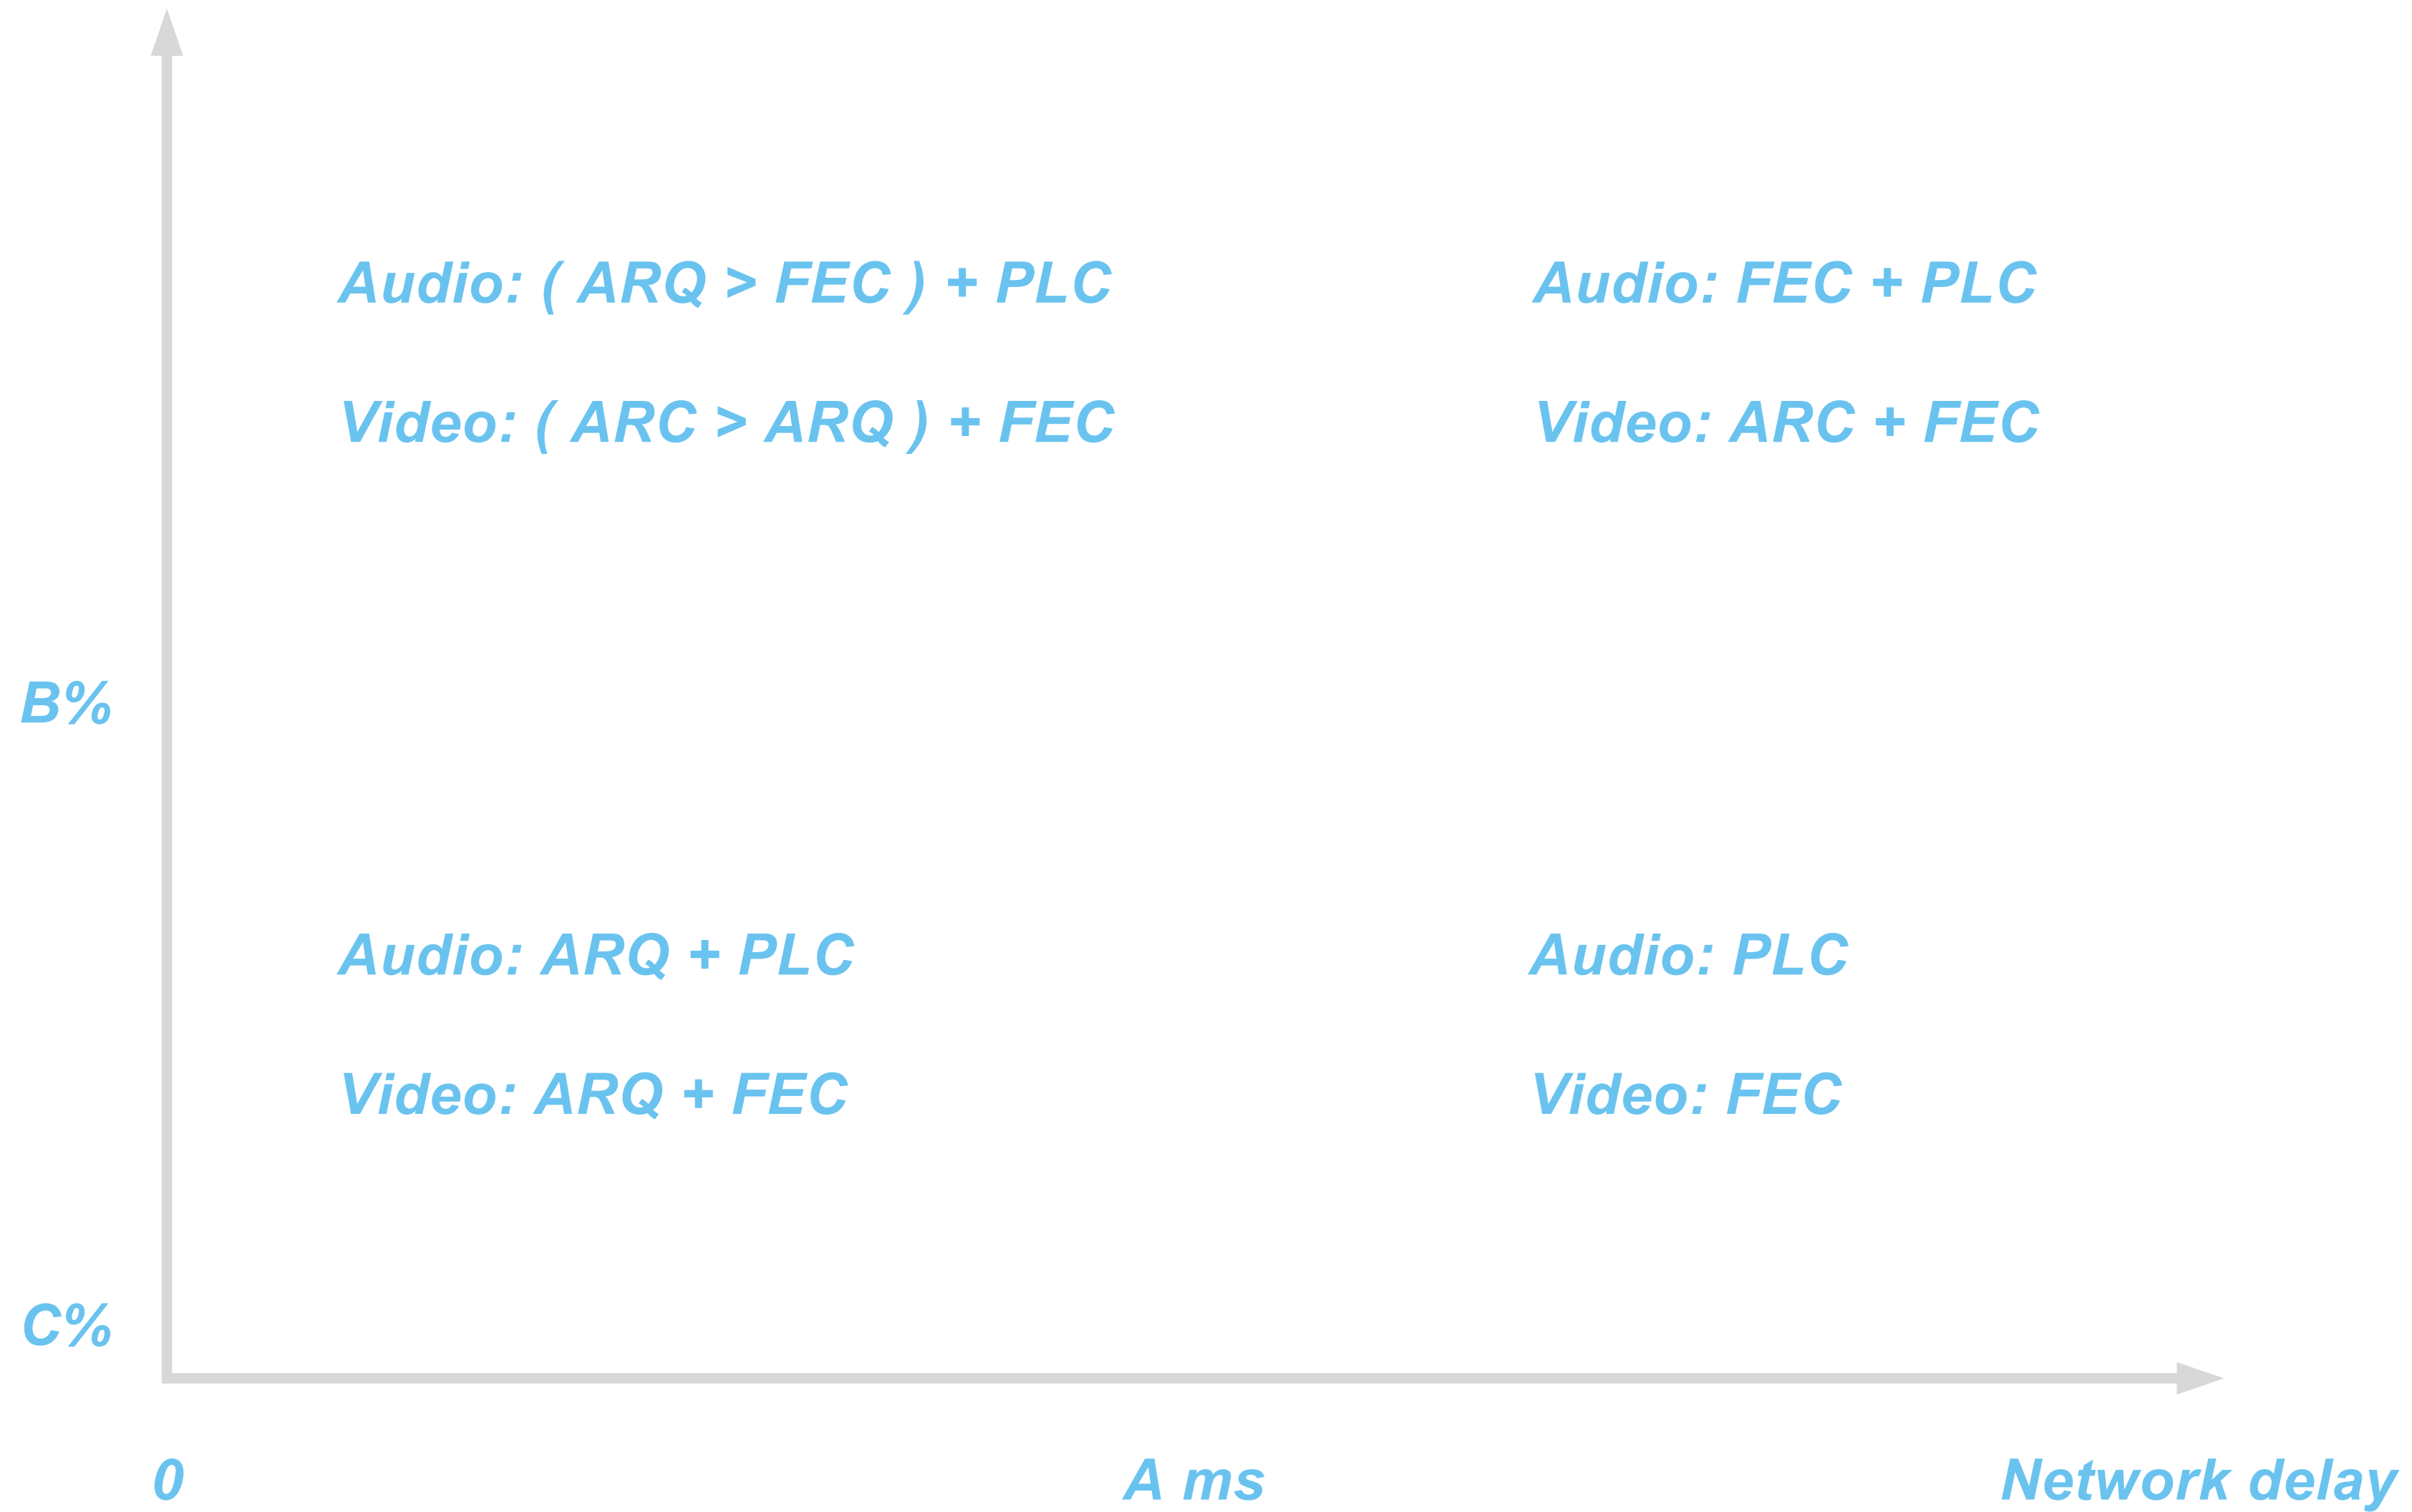 Audio: ( ARQ > FEC ) + PLC
Audio: FEC + PLC
Video: ( ARC > ARQ ) + FEC
Video: ARC + FEC
B%
Audio: ARQ + PLC
Audio: PLC
Video: ARQ + FEC
Video: FEC
C%
0
A ms
Network delay